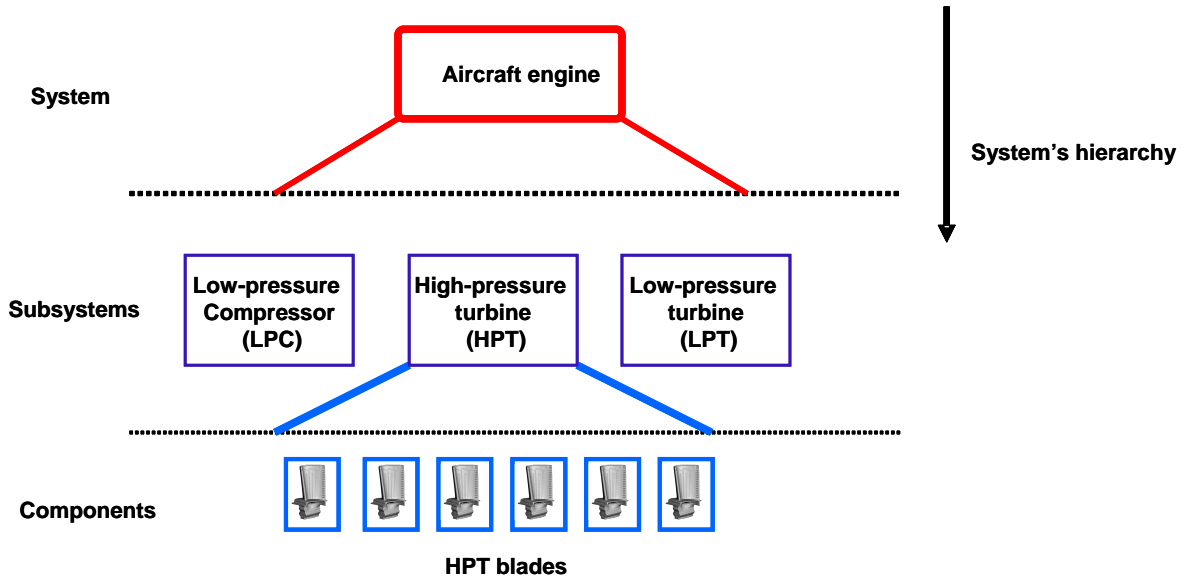 Aircraft engine
System
System's hierarchy
Low-pressure
Compressor
(LPC)
High-pressure
turbine
(HPT)
Low-pressure
turbine
(LPT)
Subsystems
Components
HPT blades